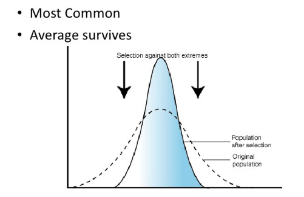 • Most Common
• Average survives
Selection against both extremes
Population
after selection
Original
population